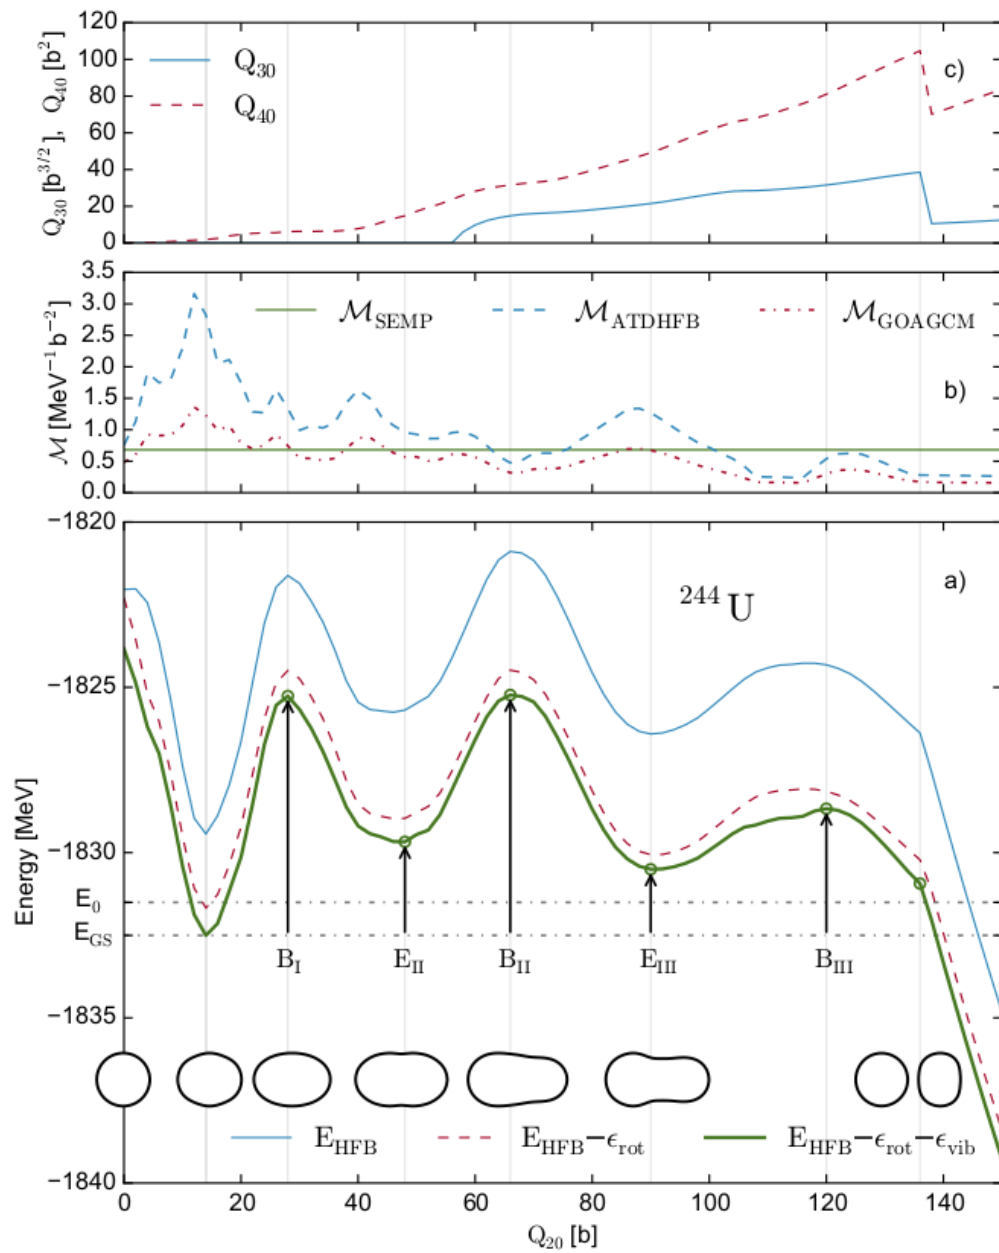 120
100
80
60
40
20
0
Q30 [b3/2], Q40 [b2]
Q30
Q40
c)
3.5
3.0
2.5
2.0
1.5
1.0
0.5
0.0
M [MeV−1b−2]
MSEMP
MATDHFB
MGOAGCM
b)
−1820
−1825
−1830
E0
EGS
−1835
−1840
Energy [MeV]
244U
a)
BI
EII
BII
EIII
BIII
EHFB
EHFB−ϵrot
EHFB−ϵrot−ϵvib
0 20 40 60 80 100 120 140
Q20 [b]